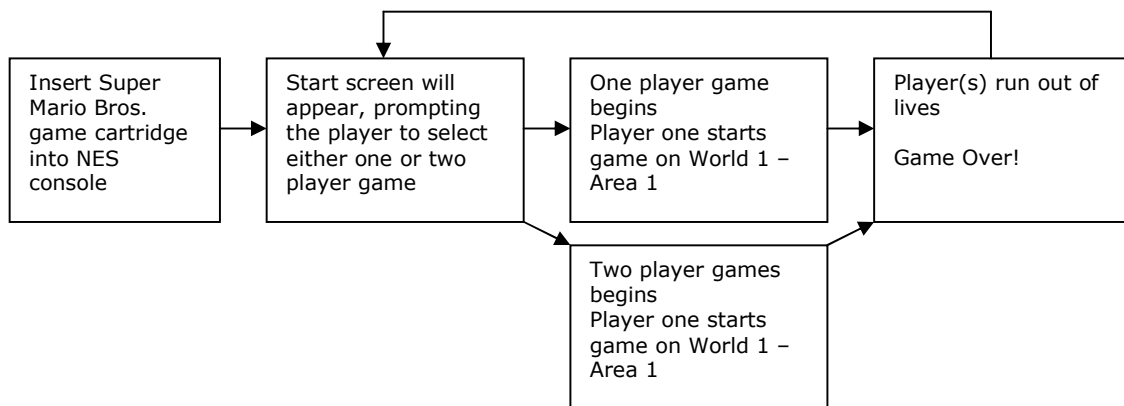 Insert Super
Mario Bros.
game cartridge
into NES
console
Start screen will
appear, prompting
the player to select
either one or two
player game
One player game
begins
Player one starts
game on World 1 –
Area 1
Player(s) run out of
lives
Game Over!
Two player games
begins
Player one starts
game on World 1 –
Area 1